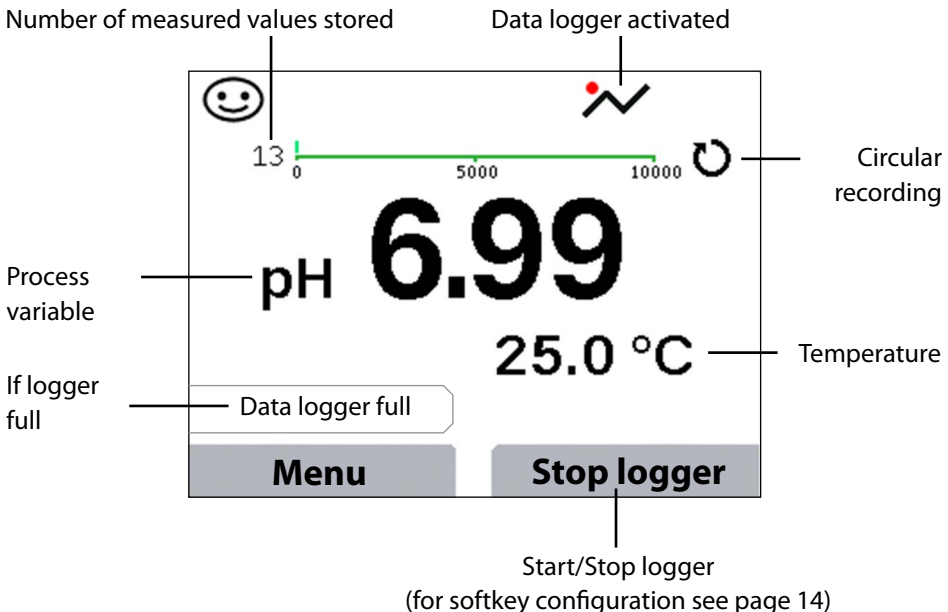 Number of measured values stored
Data logger activated
13
0 5000 10000
Circular
recording
Process
variable
pH 6.99
25.0 °C
Temperature
If logger
full
Data logger full
Menu
Stop logger
Start/Stop logger
(for softkey configuration see page 14)